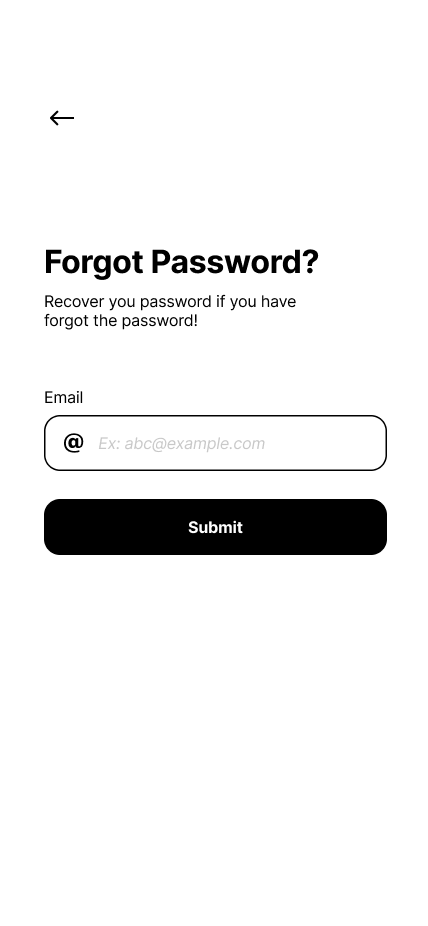 Forgot Password?
Recover you password if you have
forgot the password!
Email
@ Ex: abc@example.com
Submit